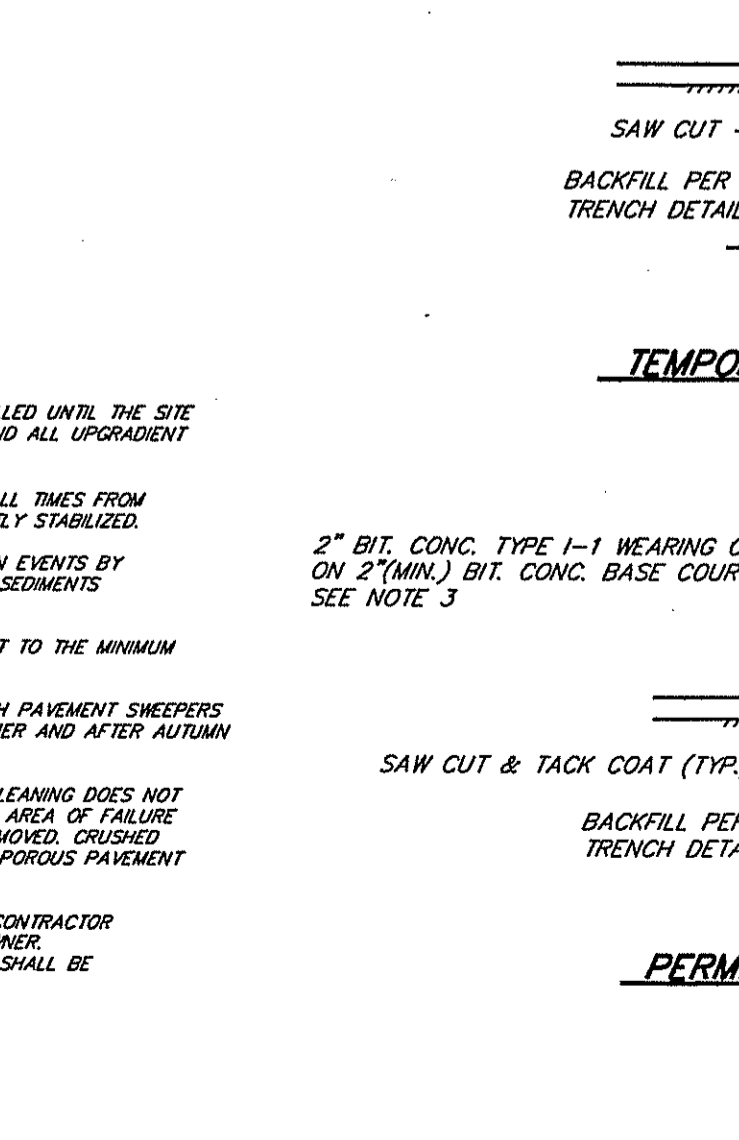 LLED UNTIL THE SITE
ND ALL UPGRADIENT
LL TIMES FROM
LY STABILIZED.
N EVENTS BY
SEDIMENTS
T TO THE MINIMUM
H PAVEMENT SWEEPERS
ER AND AFTER AUTUMN
LEANING DOES NOT
AREA OF FAILURE
MOVED. CRUSHED
POROUS PAVEMENT
CONTRACTOR
NER.
SHALL BE
SAW CUT -
BACKFILL PER
TRENCH DETAIL
TEMPO
2" BIT. CONC. TYPE I-1 WEARING C
ON 2"(MIN.) BIT. CONC. BASE COUR
SEE NOTE 3
SAW CUT & TACK COAT (TYP.
BACKFILL PER
TRENCH DETA
PERM